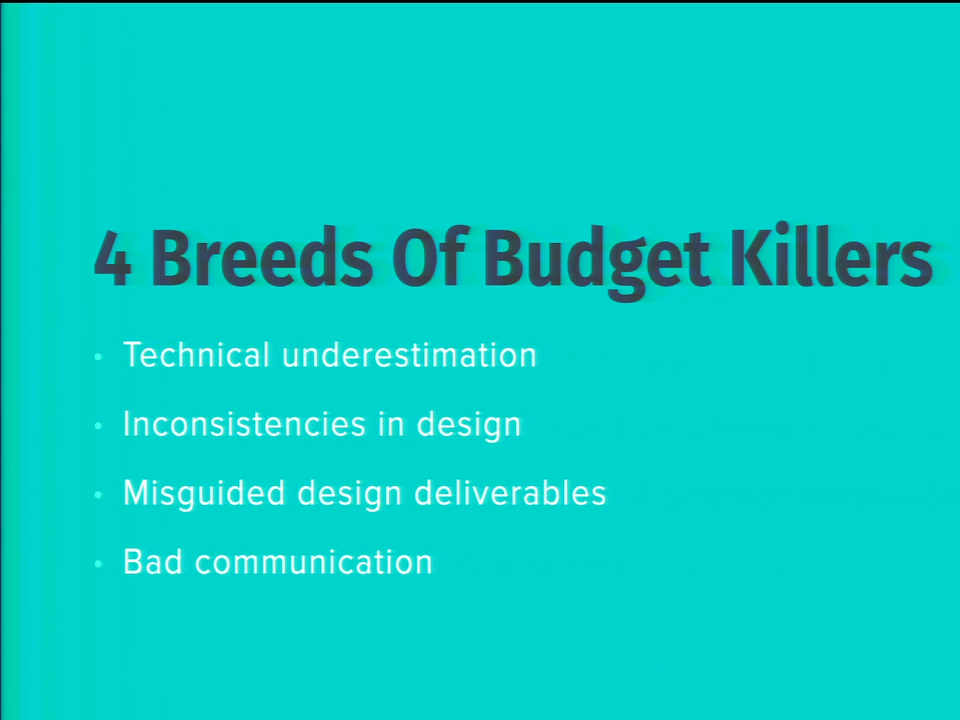 4 Breeds Of Budget Killers
• Technical underestimation
• Inconsistencies in design
• Misguided design deliverables
• Bad communication